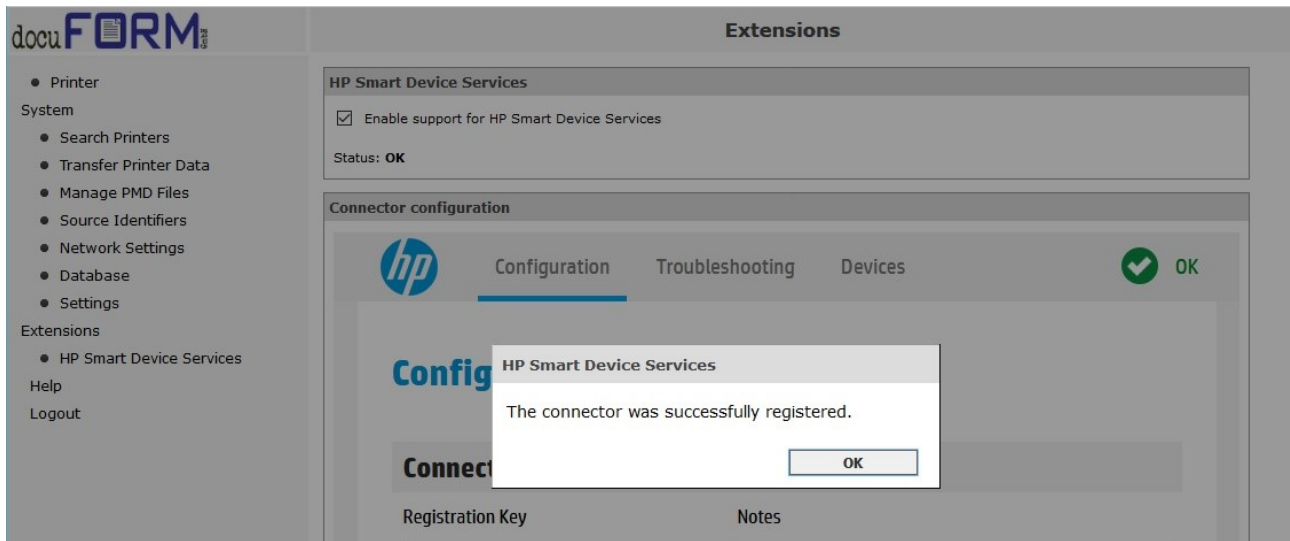 docuFORM GmbH
Extensions
Printer
System
Search Printers
Transfer Printer Data
Manage PMD Files
Source Identifiers
Network Settings
Database
Settings
Extensions
HP Smart Device Services
Help
Logout
HP Smart Device Services
Enable support for HP Smart Device Services
Status: OK
Connector configuration
hp Configuration Troubleshooting Devices OK
Config
HP Smart Device Services
The connector was successfully registered.
OK
Connect
Registration Key Notes